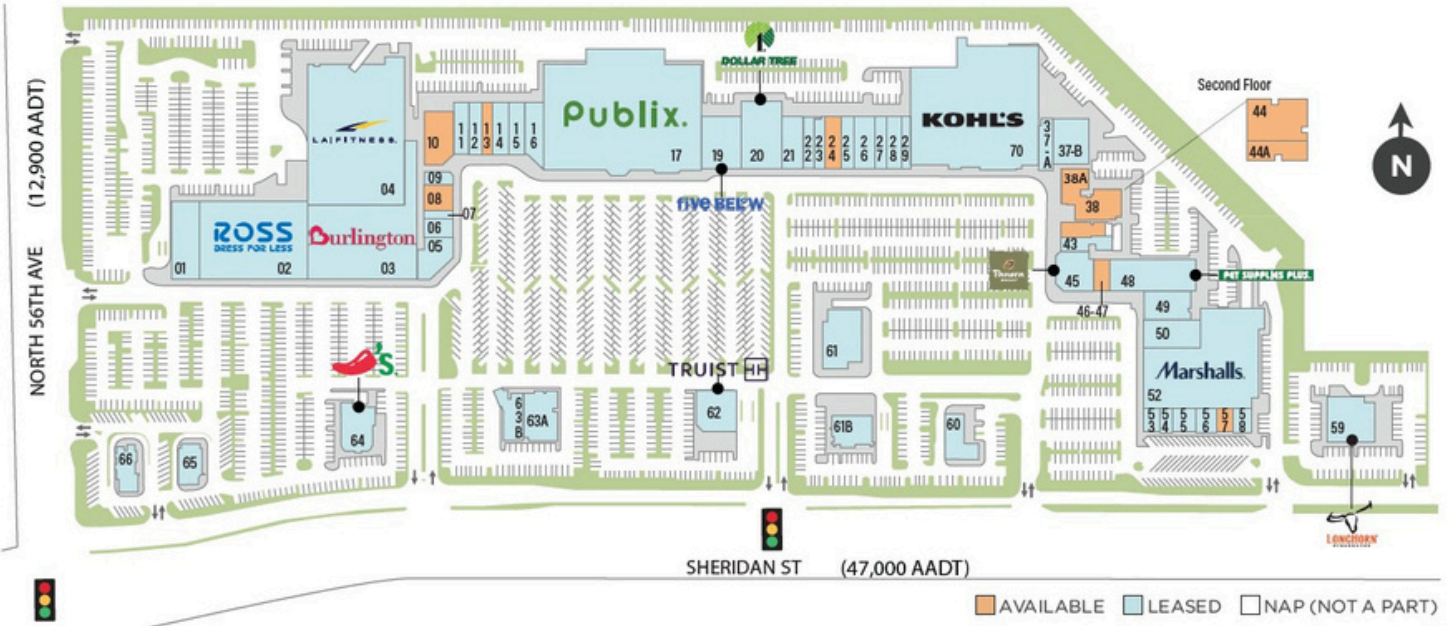 DOLLAR TREE
Second Floor
44
44A
(12,900 AADT)
NORTH 56TH AVE
N
LA|FITNESS.
04
10
11
12
13
14
15
16
Publix.
17
19
20
21
22
23
24
25
26
27
28
29
KOHL'S
70
37-A
37-B
38A
38
09
08
07
06
05
FIVE BELOW
01
ROSS
DRESS FOR LESS
02
Burlington
03
43
Panera
45
46-47
48
PET SUPPLIES PLUS.
49
50
Marshalls.
52
53
54
55
56
57
58
61
'S.
TRUIST HH
64
63B
63A
62
61B
60
59
66
65
LONGHORN
SHERIDAN ST (47,000 AADT)
AVAILABLE LEASED NAP (NOT A PART)